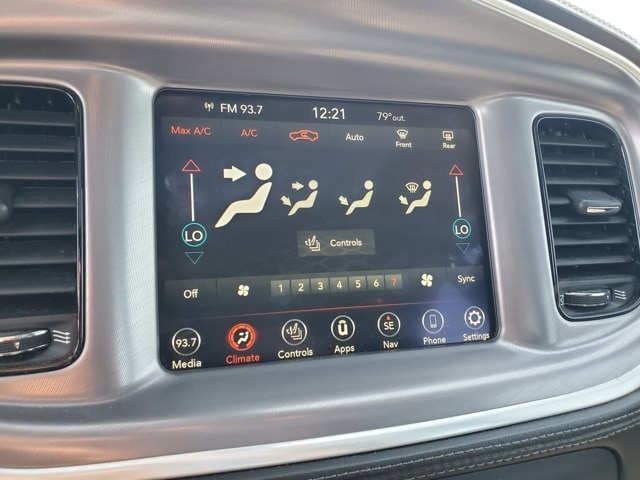 FM 93.7 12:21 79°out.
Max A/C A/C Auto Front Rear
LO LO
Controls
Off 1 2 3 4 5 6 7 Sync
93.7 SE
Media Climate Controls Apps Nav Phone Settings